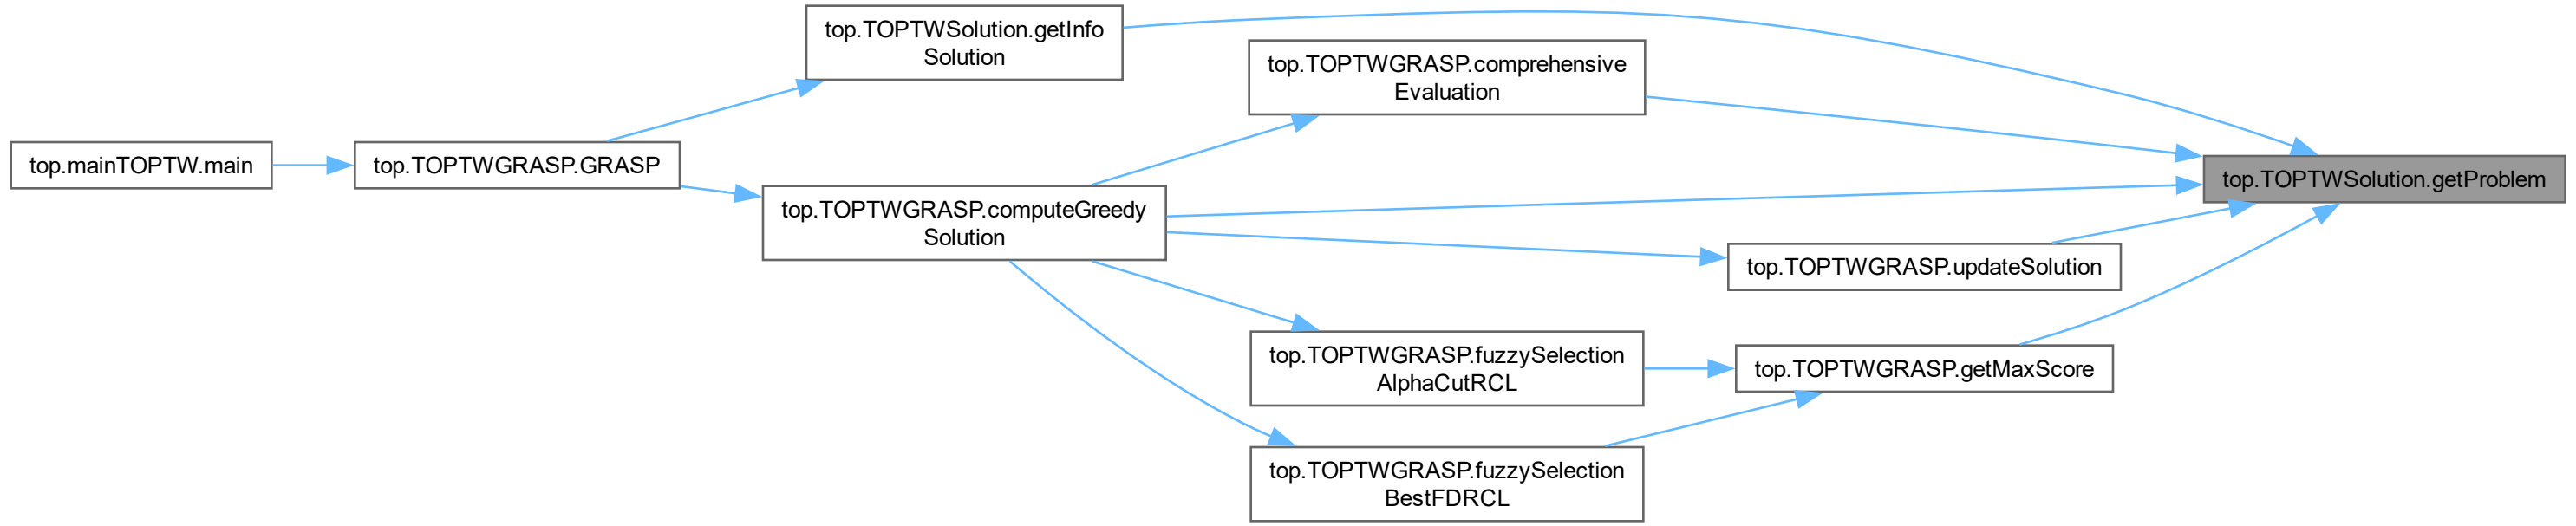 top.TOPTWSolution.getInfo
Solution
top.TOPTWGRASP.comprehensive
Evaluation
top.mainTOPTW.main
top.TOPTWGRASP.GRASP
top.TOPTWSolution.getProblem
top.TOPTWGRASP.computeGreedy
Solution
top.TOPTWGRASP.updateSolution
top.TOPTWGRASP.fuzzySelection
AlphaCutRCL
top.TOPTWGRASP.getMaxScore
top.TOPTWGRASP.fuzzySelection
BestFDRCL